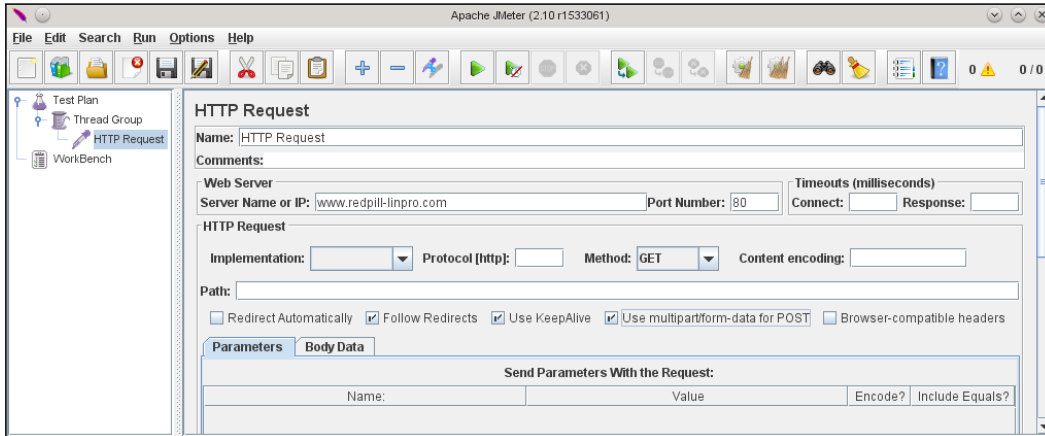 Apache JMeter (2.10 r1533061)
File Edit Search Run Options Help
0 0 / 0
Test Plan
Thread Group
HTTP Request
WorkBench
HTTP Request
Name: HTTP Request
Comments:
Web Server
Server Name or IP: www.redpill-linpro.com Port Number: 80
Timeouts (milliseconds)
Connect: Response:
HTTP Request
Implementation: Protocol [http]: Method: GET Content encoding:
Path:
Redirect Automatically Follow Redirects Use KeepAlive Use multipart/form-data for POST Browser-compatible headers
Parameters Body Data
Send Parameters With the Request:
Name: Value Encode? Include Equals?